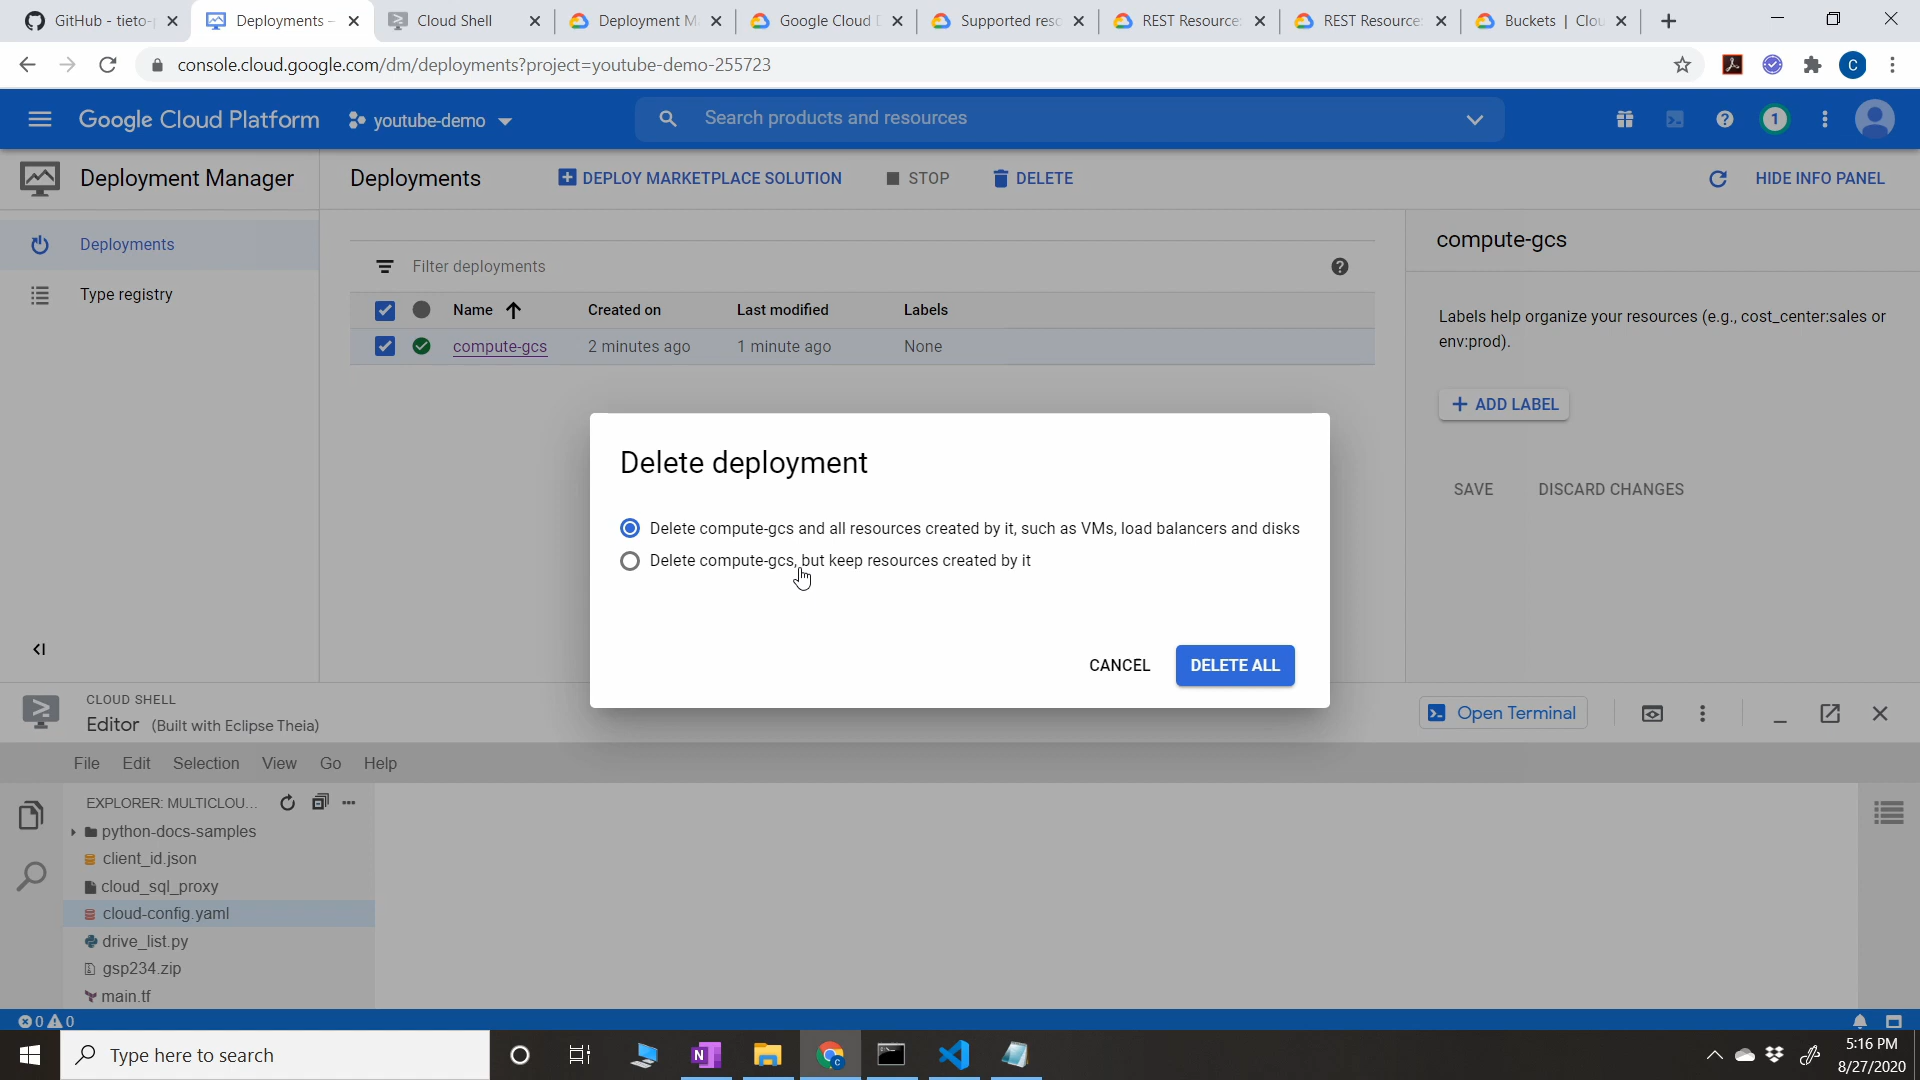 GitHub - tieto-
Deployments –
Cloud Shell
Deployment M
Google Cloud D
Supported reso
REST Resource:
REST Resource:
Buckets | Clou
console.cloud.google.com/dm/deployments?project=youtube-demo-255723
C
Google Cloud Platform
youtube-demo
Search products and resources
1
Deployment Manager
Deployments
DEPLOY MARKETPLACE SOLUTION
STOP
DELETE
HIDE INFO PANEL
Deployments
Type registry
Filter deployments
Name
Created on
Last modified
Labels
compute-gcs
2 minutes ago
1 minute ago
None
compute-gcs
Labels help organize your resources (e.g., cost_center:sales or
env:prod).
ADD LABEL
SAVE
DISCARD CHANGES
Delete deployment
Delete compute-gcs and all resources created by it, such as VMs, load balancers and disks
Delete compute-gcs, but keep resources created by it
CANCEL
DELETE ALL
CLOUD SHELL
Editor (Built with Eclipse Theia)
Open Terminal
File
Edit
Selection
View
Go
Help
EXPLORER: MULTICLOU...
python-docs-samples
client_id.json
cloud_sql_proxy
cloud-config.yaml
drive_list.py
gsp234.zip
main.tf
0
0
Type here to search
5:16 PM
8/27/2020